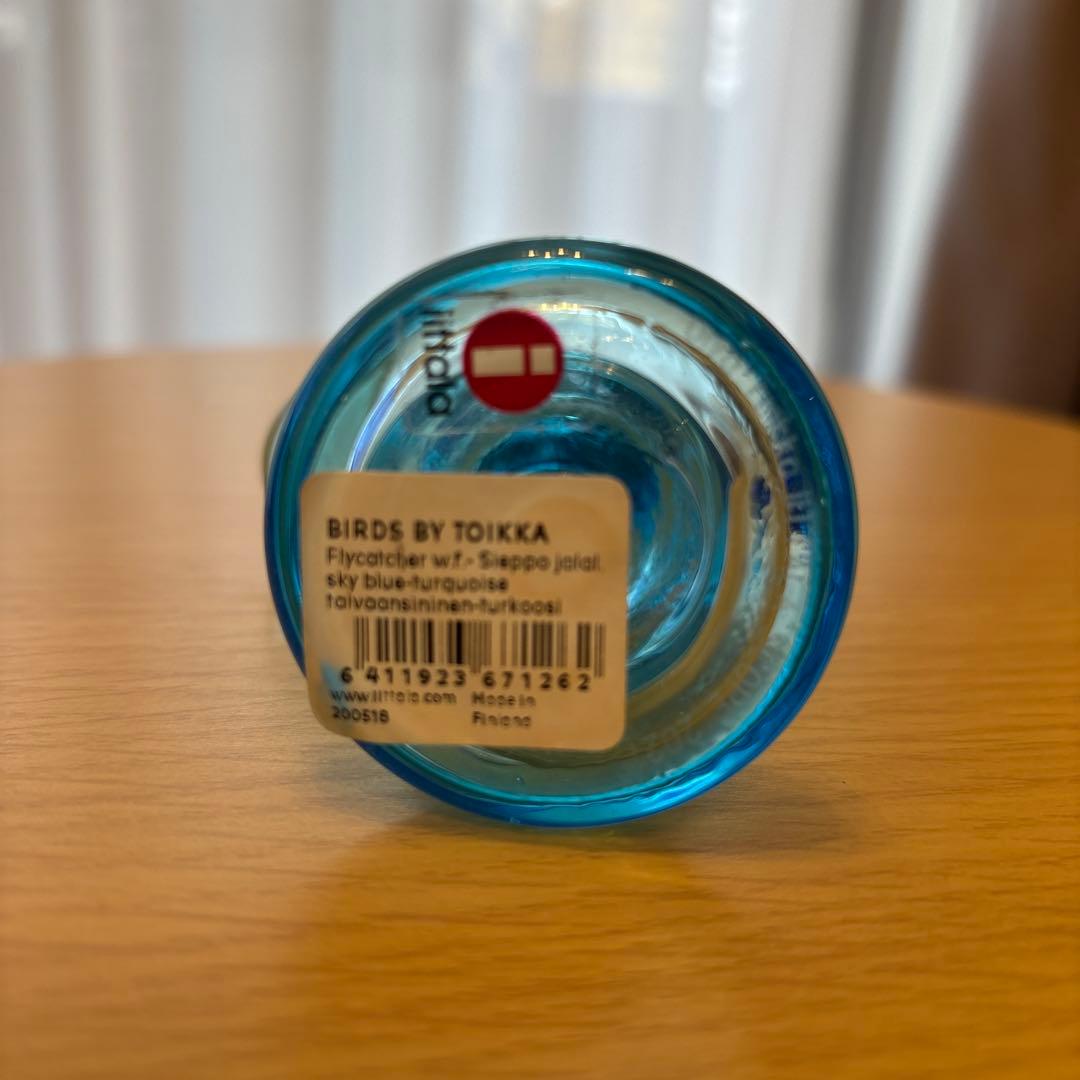 iittala
BIRDS BY TOIKKA
Flycatcher w.f.- Sieppo jalal.
sky blue-turquoise
taivaansininen-turkoosi
6 411923 671262
www.iittala.com Made in
200518 Finland